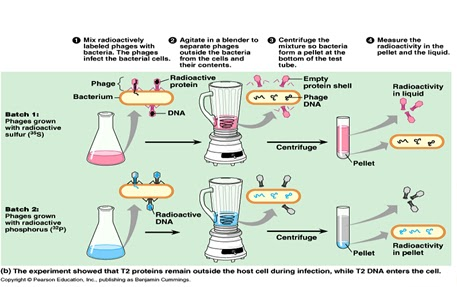 1 Mix radioactively
labeled phages with
bacteria. The phages
infect the bacterial cells.
2 Agitate in a blender to
separate phages
outside the bacteria
from the cells and
their contents.
3 Centrifuge the
mixture so bacteria
form a pellet at
the bottom of the test
tube.
4 Measure the
radioactivity in
the pellet and
the liquid.
Phage
Bacterium
Radioactive
protein
DNA
Empty
protein shell
Phage
DNA
Radioactivity
in liquid
Batch 1:
Phages grown
with radioactive
sulfur (³⁵S)
Centrifuge
Pellet
Batch 2:
Phages grown
with radioactive
phosphorus (³²P)
Radioactive
DNA
Centrifuge
Pellet
Radioactivity
in pellet
(b) The experiment showed that T2 proteins remain outside the host cell during infection, while T2 DNA enters the cell.
Copyright © Pearson Education, Inc., publishing as Benjamin Cummings.